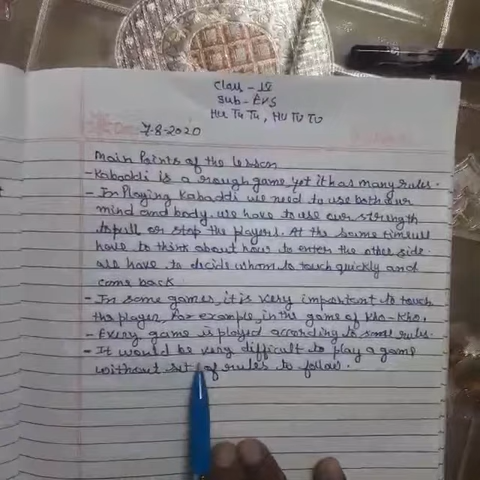 Class - 18
Sub - EVS
Hu Tu Tu, Hu Tu Tu
7-8-2020
Main Points of the lesson
- Kabaddi is a rough game yet it has many rules.
- In Playing Kabaddi we need to use both our
mind and body. we have to use our strength
to pull or stop the players. At the same time we
have to think about how to enter the other side
we have to decide whom to touch quickly and
come back
- In some games, it is very important to touch
the player. For example, in the game of Kho-Kho.
- Every game is played according to some rules.
- It would be very difficult to play a game
without set of rules to follow.